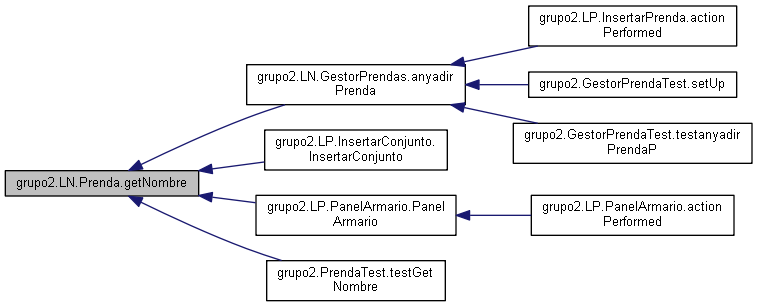 grupo2.LP.InsertarPrenda.action
Performed
grupo2.LN.GestorPrendas.anyadir
Prenda
grupo2.GestorPrendaTest.setUp
grupo2.GestorPrendaTest.testanyadir
PrendaP
grupo2.LP.InsertarConjunto.
InsertarConjunto
grupo2.LN.Prenda.getNombre
grupo2.LP.PanelArmario.Panel
Armario
grupo2.LP.PanelArmario.action
Performed
grupo2.PrendaTest.testGet
Nombre